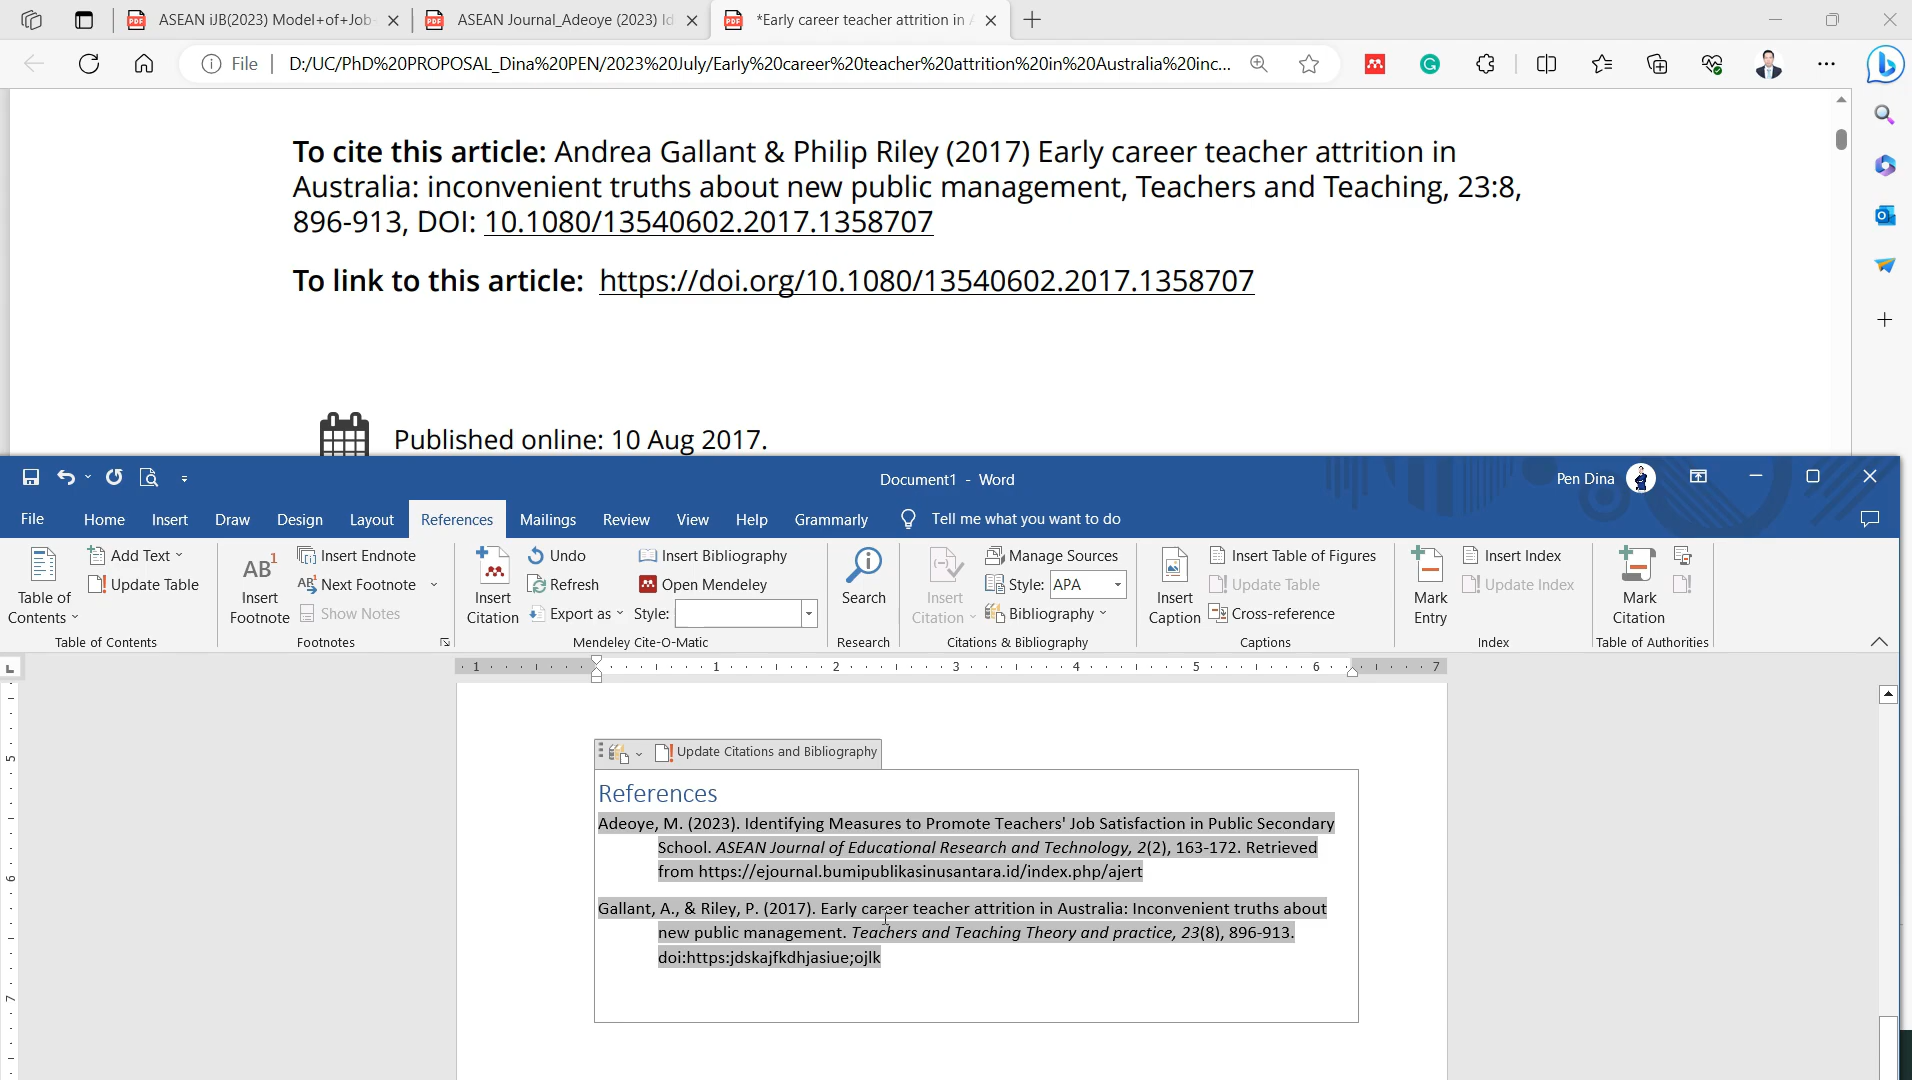 ASEAN iJB(2023) Model+of+Job
ASEAN Journal_Adeoye (2023) Id
*Early career teacher attrition in A
File
D:/UC/PhD%20PROPOSAL_Dina%20PEN/2023%20July/Early%20career%20teacher%20attrition%20in%20Australia%20inc...
To cite this article: Andrea Gallant & Philip Riley (2017) Early career teacher attrition in
Australia: inconvenient truths about new public management, Teachers and Teaching, 23:8,
896-913, DOI: 10.1080/13540602.2017.1358707
To link to this article: https://doi.org/10.1080/13540602.2017.1358707
Published online: 10 Aug 2017.
Document1 - Word
Pen Dina
File Home Insert Draw Design Layout References Mailings Review View Help Grammarly Tell me what you want to do
Table of Contents
Add Text
Update Table
Table of Contents
AB1
Insert Footnote
Insert Endnote
Next Footnote
Show Notes
Footnotes
Insert Citation
Undo
Refresh
Export as
Insert Bibliography
Open Mendeley
Style:
Mendeley Cite-O-Matic
Search
Research
Insert Citation
Manage Sources
Style: APA
Bibliography
Citations & Bibliography
Insert Caption
Insert Table of Figures
Update Table
Cross-reference
Captions
Mark Entry
Insert Index
Update Index
Index
Mark Citation
Table of Authorities
1 1 2 3 4 5 6 7
5
6
7
Update Citations and Bibliography
References
Adeoye, M. (2023). Identifying Measures to Promote Teachers' Job Satisfaction in Public Secondary
School. ASEAN Journal of Educational Research and Technology, 2(2), 163-172. Retrieved
from https://ejournal.bumipublikasinusantara.id/index.php/ajert
Gallant, A., & Riley, P. (2017). Early career teacher attrition in Australia: Inconvenient truths about
new public management. Teachers and Teaching Theory and practice, 23(8), 896-913.
doi:https:jdskajfkdhjasiue;ojlk